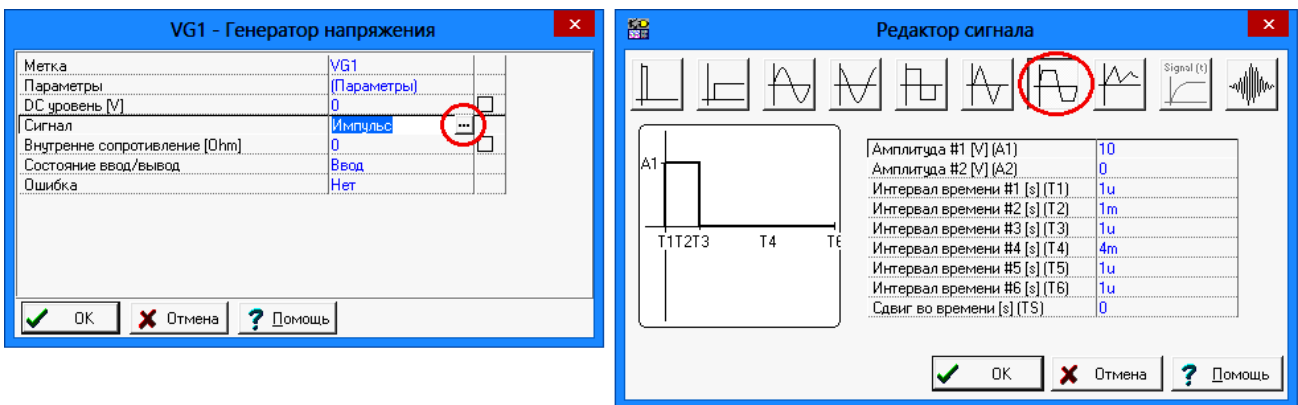 VG1 - Генератор напряжения
Метка VG1
Параметры (Параметры)
DC уровень [V] 0
Сигнал Импульс ...
Внутренне сопротивление [Ohm] 0
Состояние ввод/вывод Ввод
Ошибка Нет
OK Отмена ? Помощь
Редактор сигнала
Signal (t)
A1
T1 T2 T3 T4 T6
Амплитуда #1 [V] (A1) 10
Амплитуда #2 [V] (A2) 0
Интервал времени #1 [s] (T1) 1u
Интервал времени #2 [s] (T2) 1m
Интервал времени #3 [s] (T3) 1u
Интервал времени #4 [s] (T4) 4m
Интервал времени #5 [s] (T5) 1u
Интервал времени #6 [s] (T6) 1u
Сдвиг во времени [s] (TS) 0
OK Отмена ? Помощь